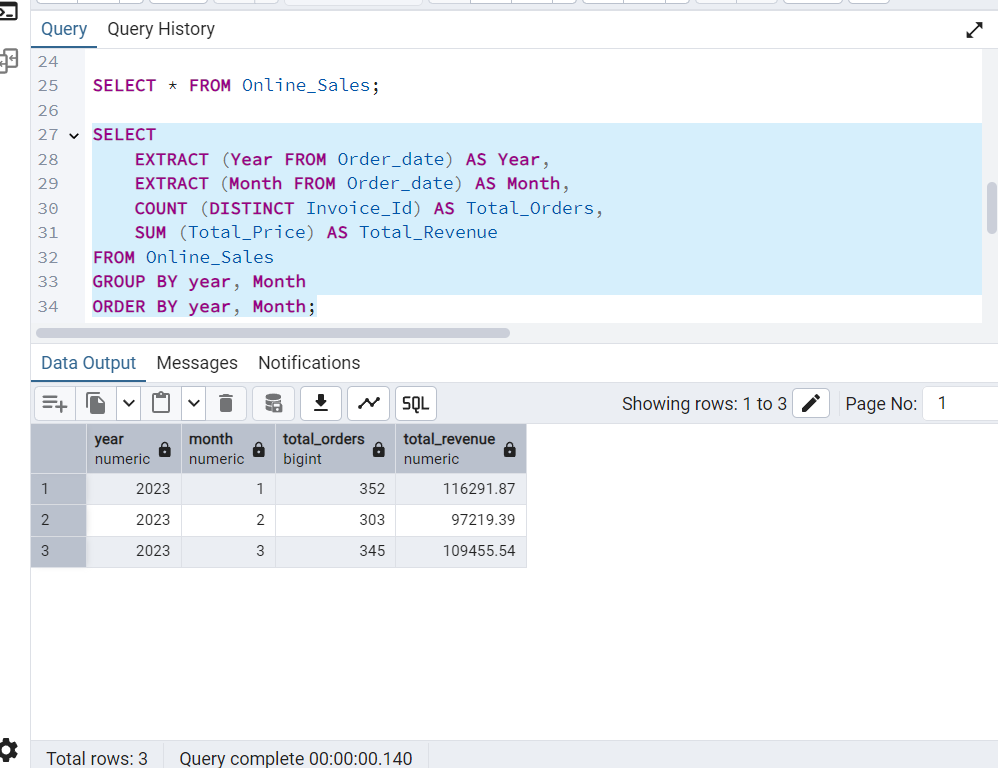 Query Query History
24
25 SELECT * FROM Online_Sales;
26
27 SELECT
28 EXTRACT (Year FROM Order_date) AS Year,
29 EXTRACT (Month FROM Order_date) AS Month,
30 COUNT (DISTINCT Invoice_Id) AS Total_Orders,
31 SUM (Total_Price) AS Total_Revenue
32 FROM Online_Sales
33 GROUP BY year, Month
34 ORDER BY year, Month;
Data Output Messages Notifications
SQL Showing rows: 1 to 3 Page No: 1
year month total_orders total_revenue
numeric numeric bigint numeric
1 2023 1 352 116291.87
2 2023 2 303 97219.39
3 2023 3 345 109455.54
Total rows: 3 Query complete 00:00:00.140